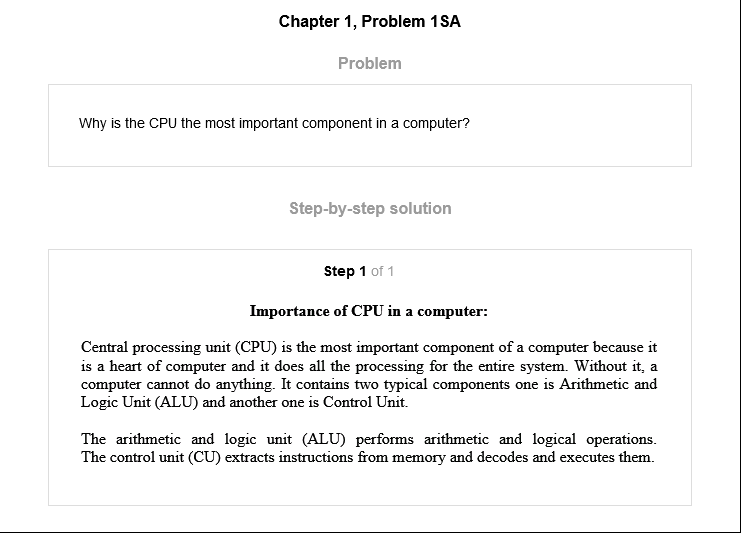 Chapter 1, Problem 1SA
Problem
Why is the CPU the most important component in a computer?
Step-by-step solution
Step 1 of 1
Importance of CPU in a computer:
Central processing unit (CPU) is the most important component of a computer because it
is a heart of computer and it does all the processing for the entire system. Without it, a
computer cannot do anything. It contains two typical components one is Arithmetic and
Logic Unit (ALU) and another one is Control Unit.
The arithmetic and logic unit (ALU) performs arithmetic and logical operations.
The control unit (CU) extracts instructions from memory and decodes and executes them.